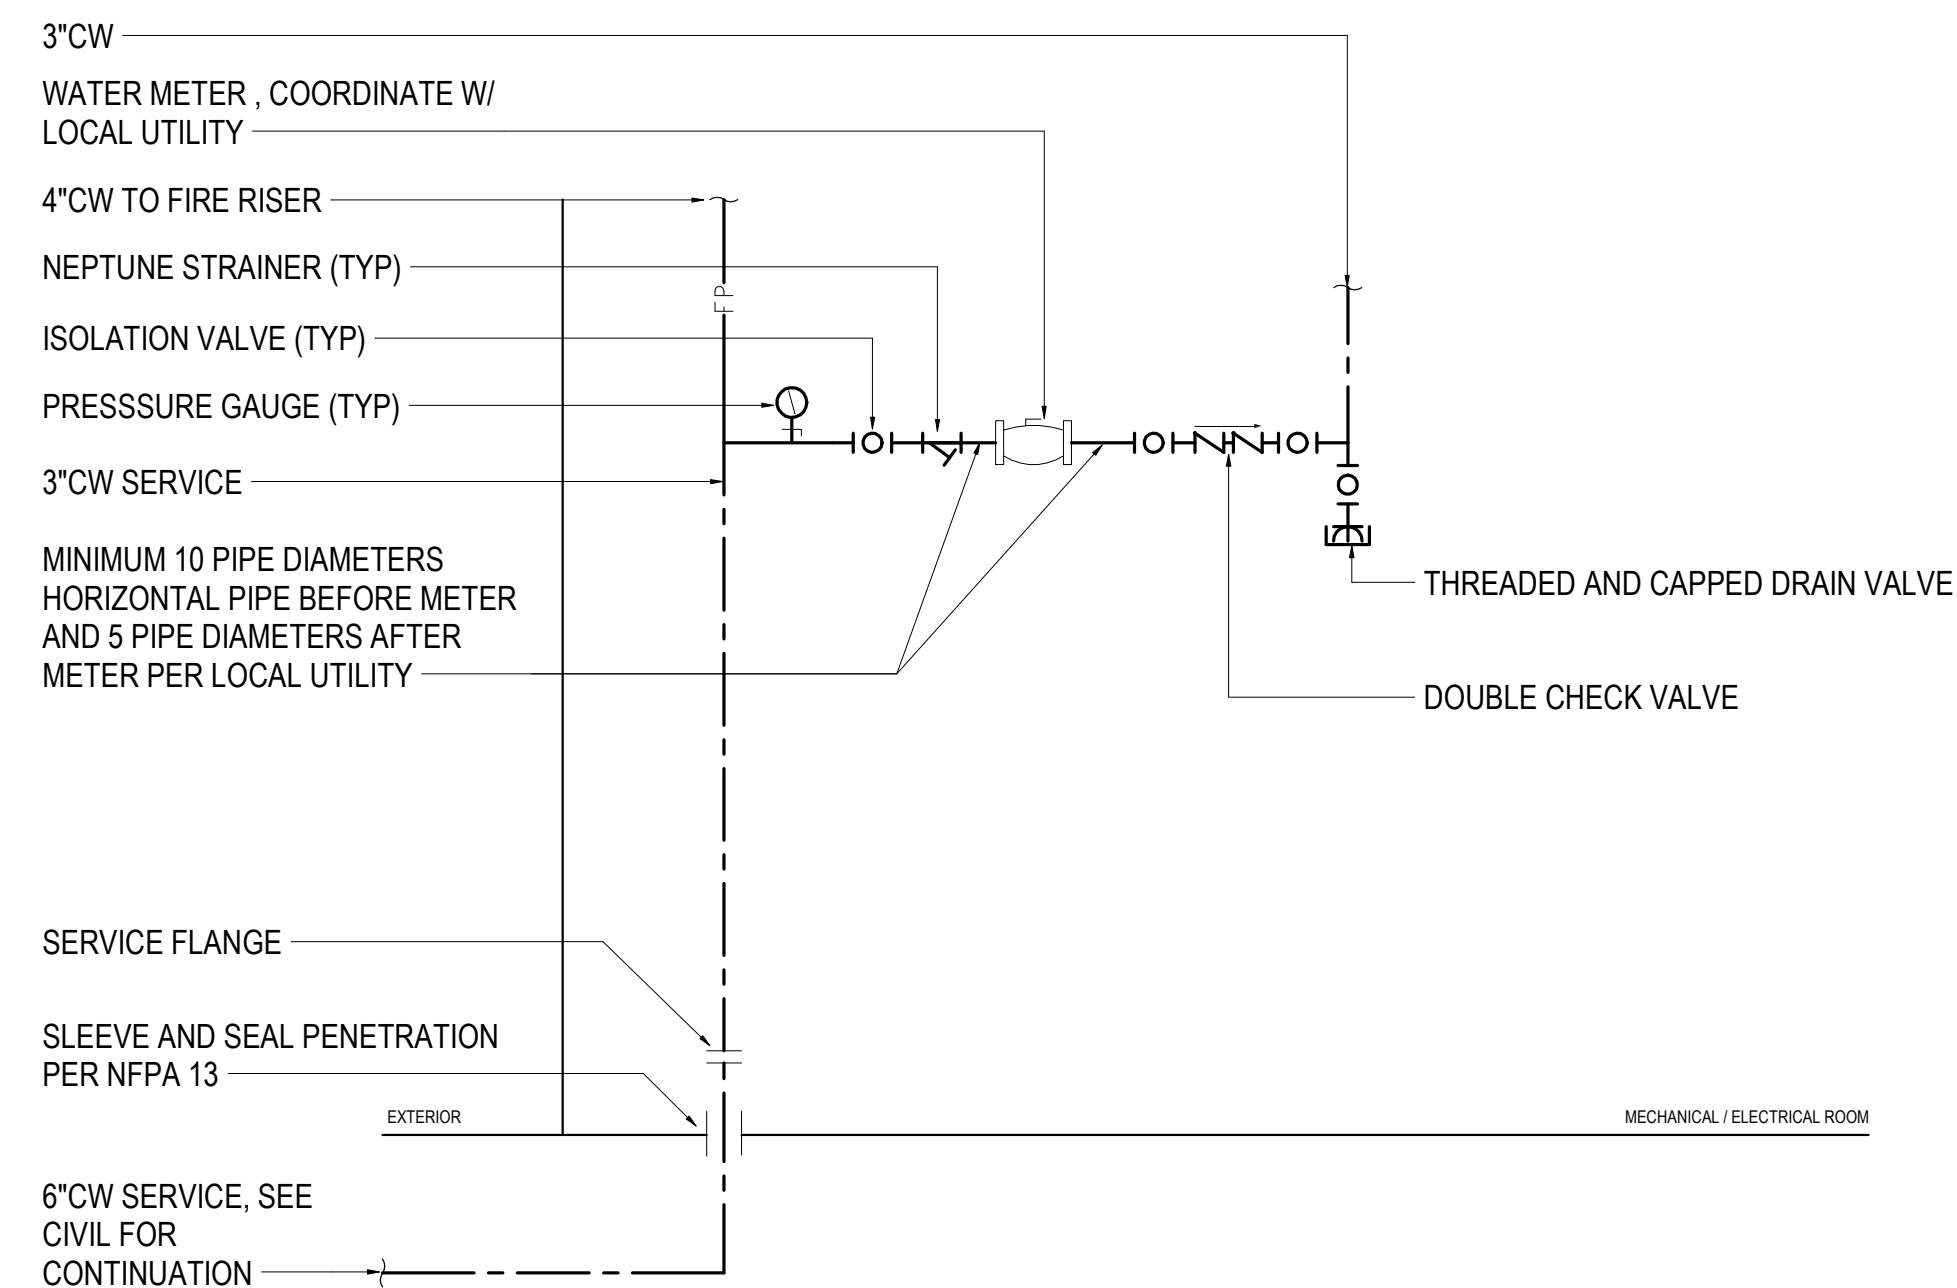 3"CW
WATER METER , COORDINATE W/
LOCAL UTILITY
4"CW TO FIRE RISER
NEPTUNE STRAINER (TYP)
FP
ISOLATION VALVE (TYP)
PRESSSURE GAUGE (TYP)
3"CW SERVICE
MINIMUM 10 PIPE DIAMETERS
HORIZONTAL PIPE BEFORE METER
AND 5 PIPE DIAMETERS AFTER
METER PER LOCAL UTILITY
THREADED AND CAPPED DRAIN VALVE
DOUBLE CHECK VALVE
SERVICE FLANGE
SLEEVE AND SEAL PENETRATION
PER NFPA 13
EXTERIOR
MECHANICAL / ELECTRICAL ROOM
6"CW SERVICE, SEE
CIVIL FOR
CONTINUATION